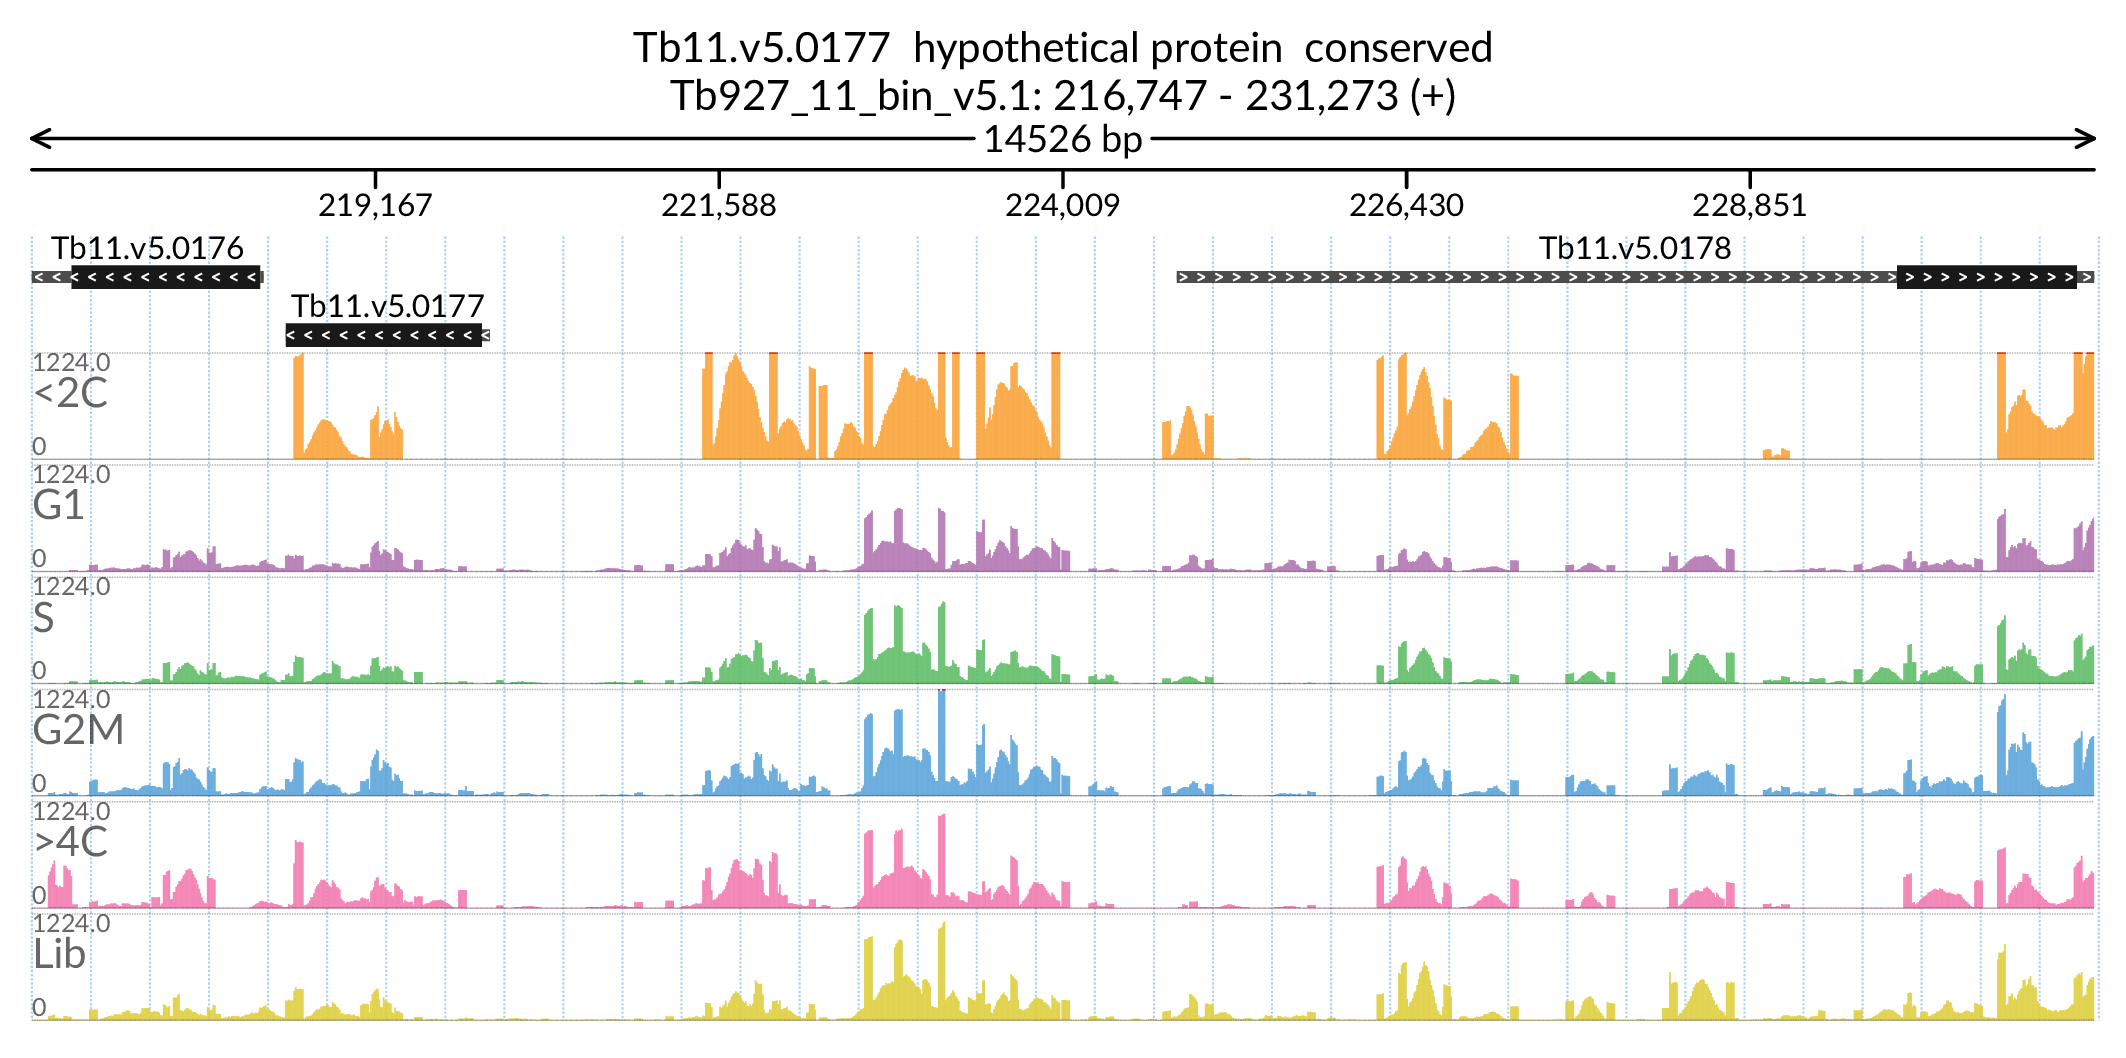 Tb11.v5.0177 hypothetical protein conserved
Tb927_11_bin_v5.1: 216,747 - 231,273 (+)
14526 bp
219,167 221,588 224,009 226,430 228,851
Tb11.v5.0176 Tb11.v5.0178
Tb11.v5.0177
1224.0
<2C
0
1224.0
G1
0
1224.0
S
0
1224.0
G2M
0
1224.0
>4C
0
1224.0
Lib
0